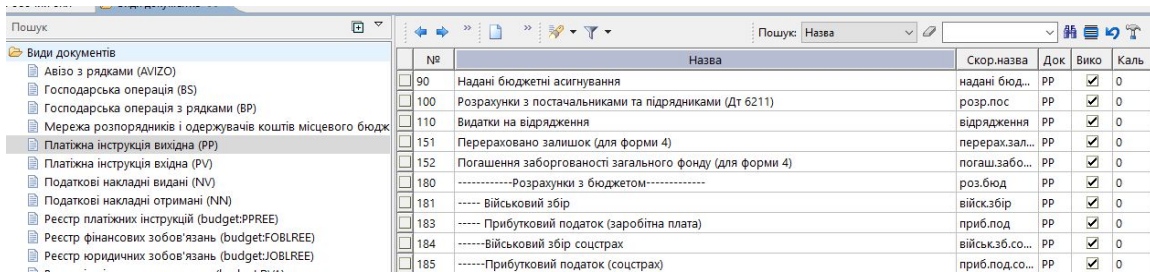 Пошук
Пошук: Назва
Види документів
Авізо з рядками (AVIZO)
Господарська операція (BS)
Господарська операція з рядками (BP)
Мережа розпорядників і одержувачів коштів місцевого бюдж
Платіжна інструкція вихідна (PP)
Платіжна інструкція вхідна (PV)
Податкові накладні видані (NV)
Податкові накладні отримані (NN)
Реєстр платіжних інструкцій (budget:PPREE)
Реєстр фінансових зобов'язань (budget:FOBLREE)
Реєстр юридичних зобов'язань (budget:JOBLREE)
№ Назва Скор.назва Док Вико Каль
90 Надані бюджетні асигнування надані бюд... PP 0
100 Розрахунки з постачальниками та підрядниками (Дт 6211) розр.пос PP 0
110 Видатки на відрядження відрядження PP 0
151 Перераховано залишок (для форми 4) перерах.зал... PP 0
152 Погашення заборгованості загального фонду (для форми 4) погаш.забо... PP 0
180 ------------Розрахунки з бюджетом------------- роз.бюд PP 0
181 ----- Військовий збір війск.збір PP 0
183 ----- Прибутковий податок (заробітна плата) приб.под PP 0
184 ------Військовий збір соцстрах військ.зб.со... PP 0
185 ------Прибутковий податок (соцстрах) приб.под.со... PP 0